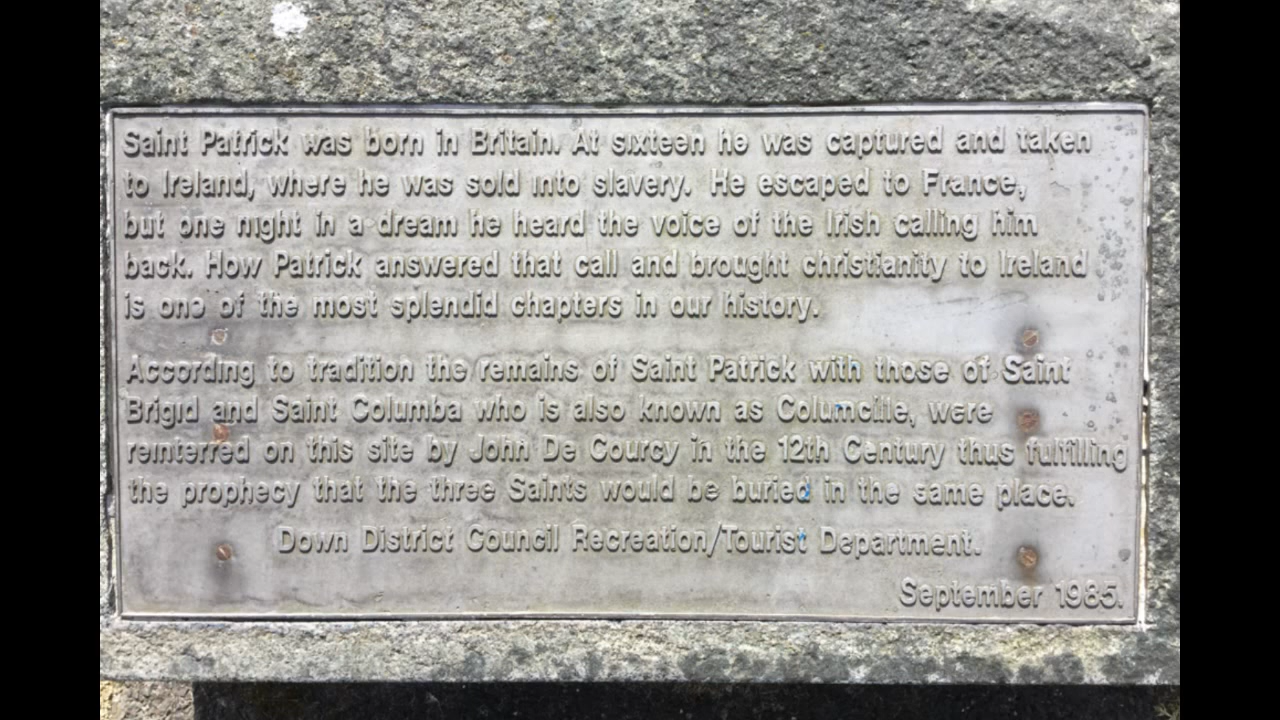 Saint Patrick was born in Britain. At sixteen he was captured and taken
to Ireland, where he was sold into slavery. He escaped to France,
but one night in a dream he heard the voice of the Irish calling him
back. How Patrick answered that call and brought christianity to Ireland
is one of the most splendid chapters in our history.
According to tradition the remains of Saint Patrick with those of Saint
Brigid and Saint Columba who is also known as Columcille, were
reinterred on this site by John De Courcy in the 12th Century thus fulfilling
the prophecy that the three Saints would be buried in the same place.
Down District Council Recreation/Tourist Department.
September 1985.